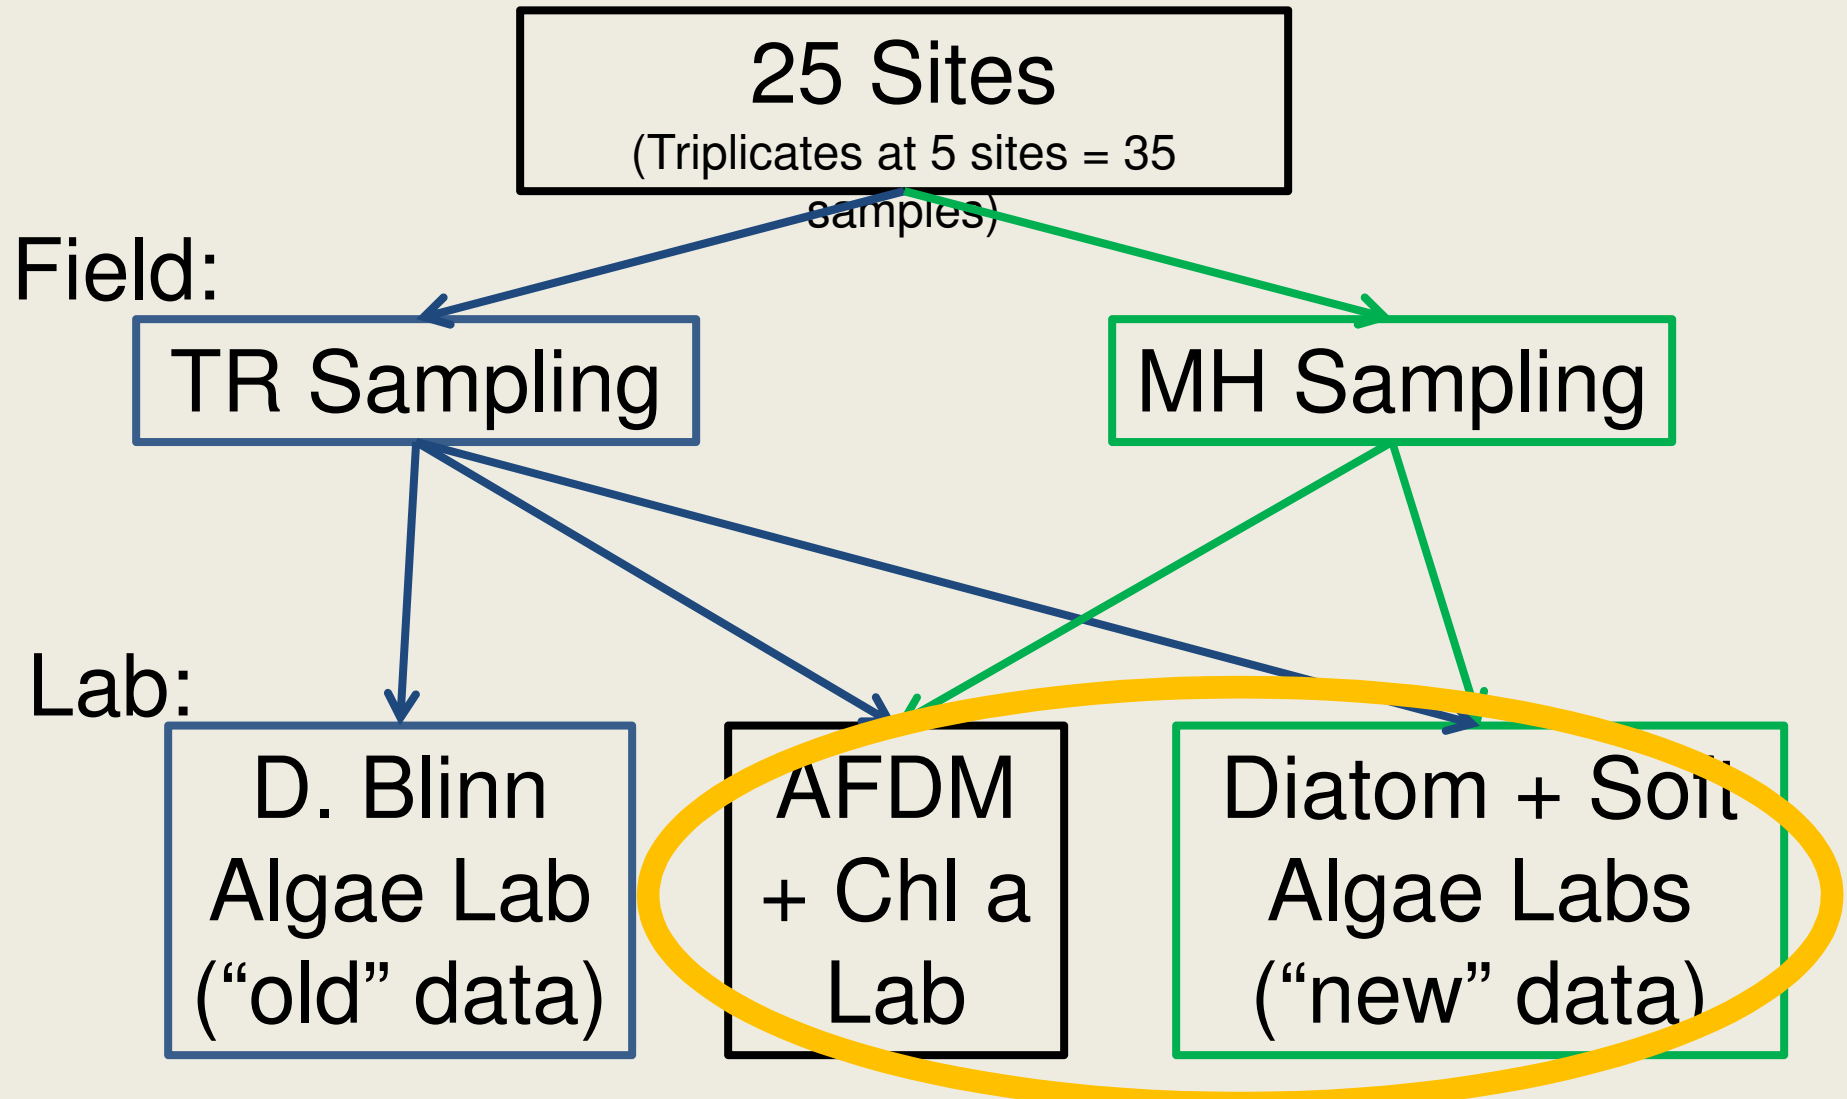 25 Sites
(Triplicates at 5 sites = 35
samples)
Field:
TR Sampling
MH Sampling
Lab:
D. Blinn
Algae Lab
(“old” data)
AFDM
+ Chl a
Lab
Diatom + Soft
Algae Labs
(“new” data)